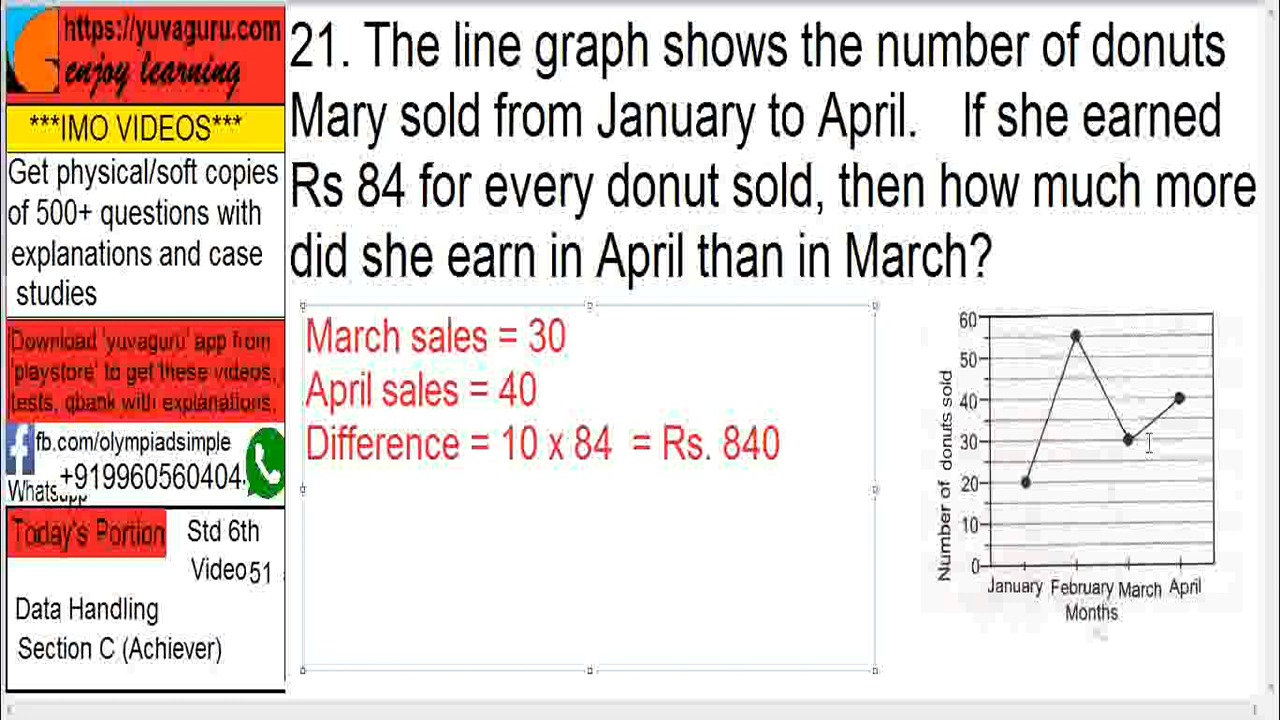 https://yuvaguru.com
enjoy learning
***IMO VIDEOS***
Get physical/soft copies
of 500+ questions with
explanations and case
studies
Download 'yuvaguru' app from
'playstore' to get these videos,
tests, qbank with explanations,
fb.com/olympiadsimple
+919960560404
Whatsupp
Today's Portion
Std 6th
Video 51
Data Handling
Section C (Achiever)
21. The line graph shows the number of donuts
Mary sold from January to April. If she earned
Rs 84 for every donut sold, then how much more
did she earn in April than in March?
March sales = 30
April sales = 40
Difference = 10 x 84 = Rs. 840
Number of donuts sold
60
50
40
30
20
10
0
January February March April
Months